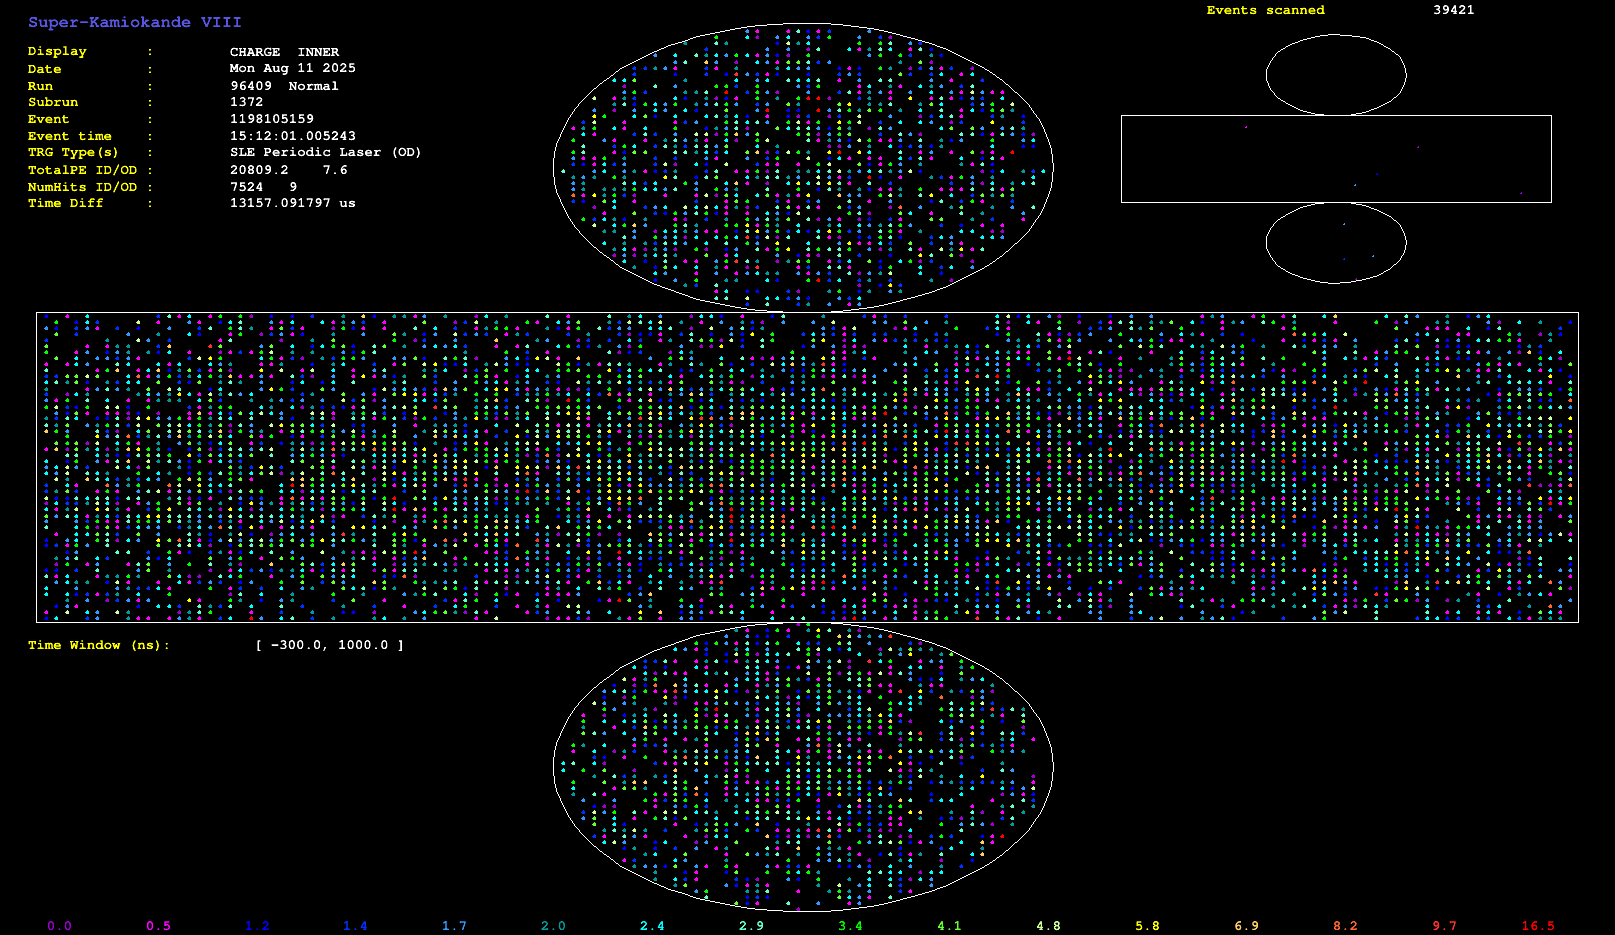 Super-Kamiokande VIII
Events scanned 39421
Display : CHARGE INNER
Date : Mon Aug 11 2025
Run : 96409 Normal
Subrun : 1372
Event : 1198105159
Event time : 15:12:01.005243
TRG Type(s) : SLE Periodic Laser (OD)
TotalPE ID/OD : 20809.2 7.6
NumHits ID/OD : 7524 9
Time Diff : 13157.091797 us
Time Window (ns): [ -300.0, 1000.0 ]
0.0 0.5 1.2 1.4 1.7 2.0 2.4 2.9 3.4 4.1 4.8 5.8 6.9 8.2 9.7 16.5